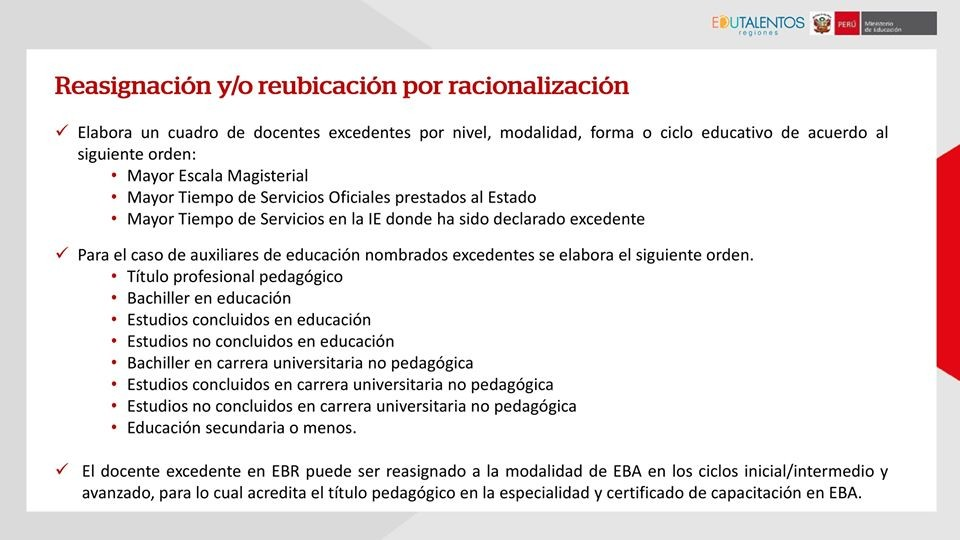 EDUTALENTOS
regiones
PERÚ
Ministerio
de Educación
Reasignación y/o reubicación por racionalización
Elabora un cuadro de docentes excedentes por nivel, modalidad, forma o ciclo educativo de acuerdo al
siguiente orden:
• Mayor Escala Magisterial
• Mayor Tiempo de Servicios Oficiales prestados al Estado
• Mayor Tiempo de Servicios en la IE donde ha sido declarado excedente
Para el caso de auxiliares de educación nombrados excedentes se elabora el siguiente orden.
• Título profesional pedagógico
• Bachiller en educación
• Estudios concluidos en educación
• Estudios no concluidos en educación
• Bachiller en carrera universitaria no pedagógica
• Estudios concluidos en carrera universitaria no pedagógica
• Estudios no concluidos en carrera universitaria no pedagógica
• Educación secundaria o menos.
El docente excedente en EBR puede ser reasignado a la modalidad de EBA en los ciclos inicial/intermedio y
avanzado, para lo cual acredita el título pedagógico en la especialidad y certificado de capacitación en EBA.